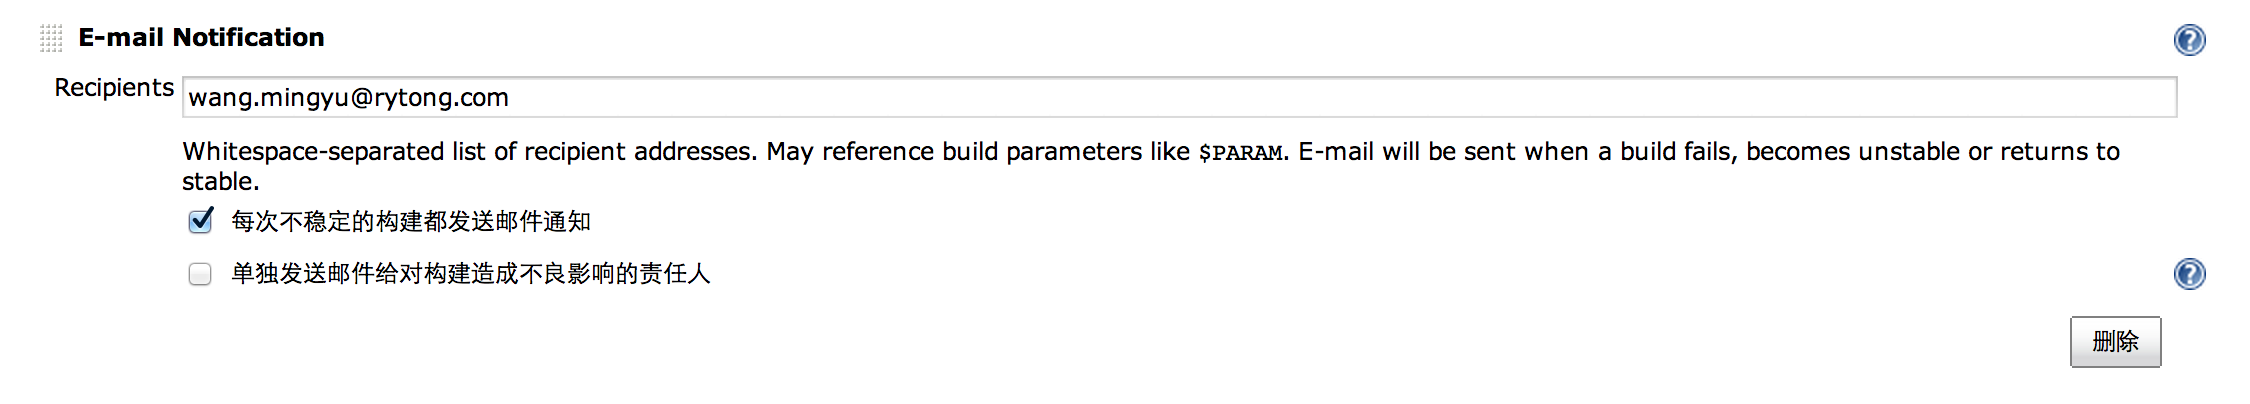 E-mail Notification
Recipients
wang.mingyu@rytong.com
Whitespace-separated list of recipient addresses. May reference build parameters like $PARAM. E-mail will be sent when a build fails, becomes unstable or returns to
stable.
每次不稳定的构建都发送邮件通知
单独发送邮件给对构建造成不良影响的责任人
删除